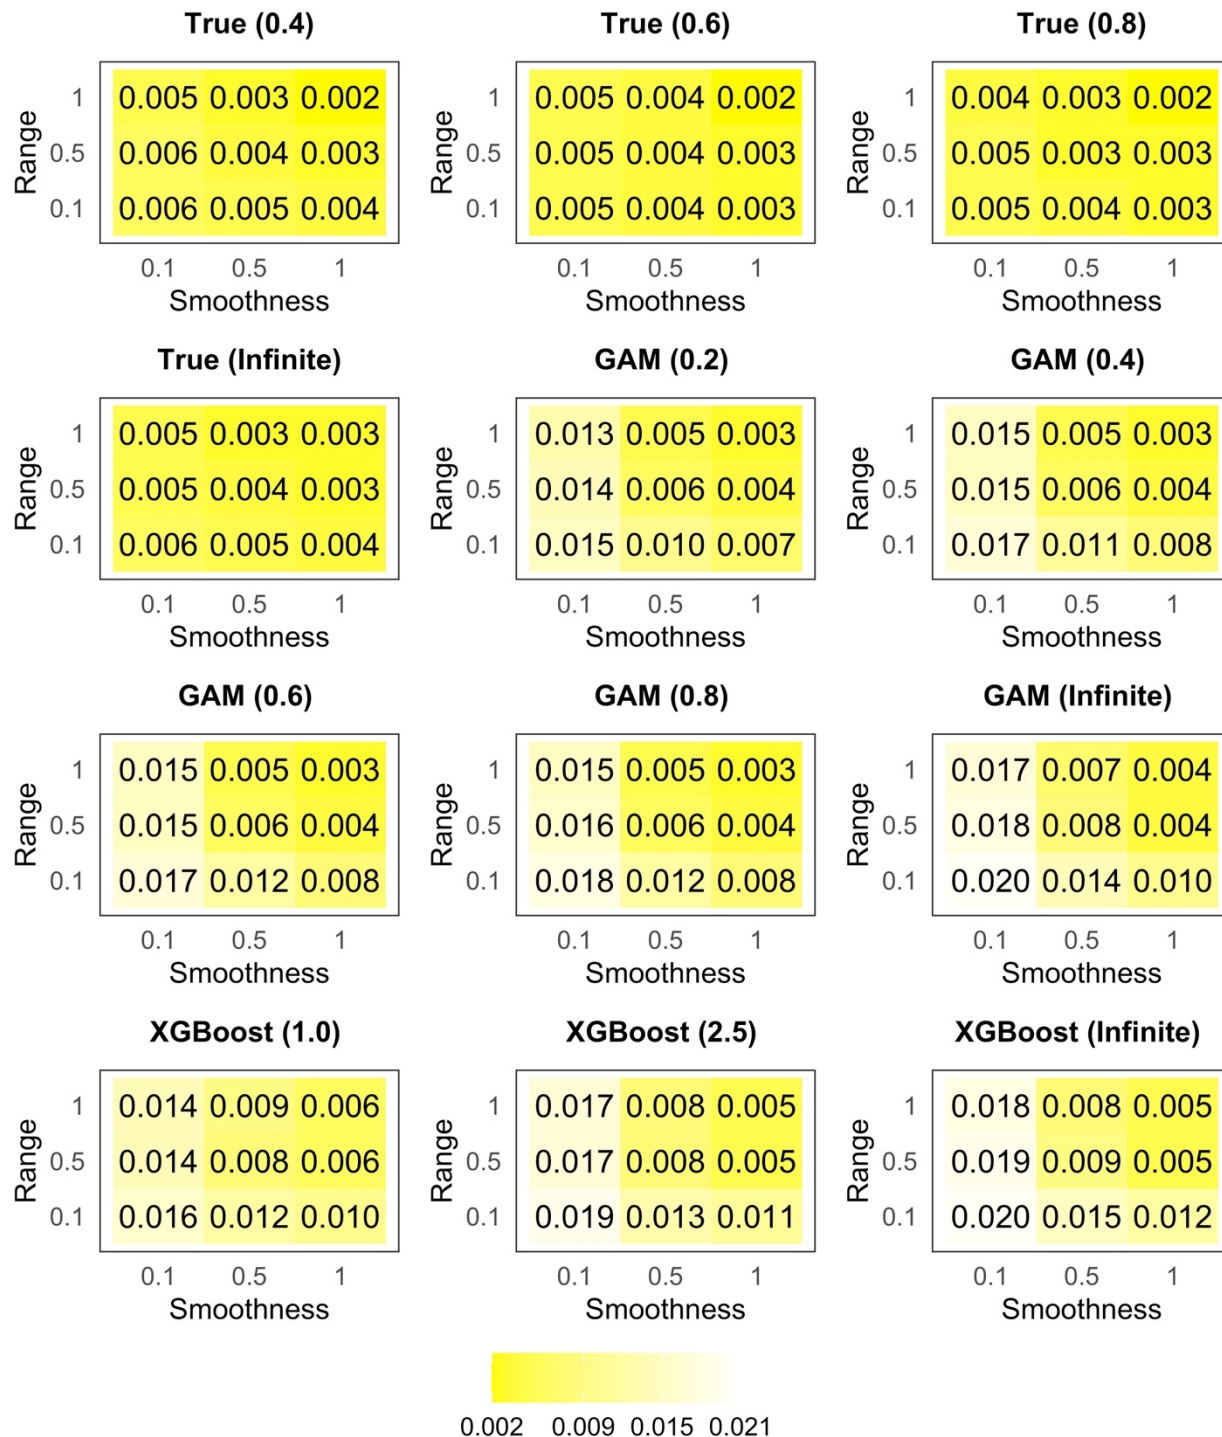 True (0.4) True (0.6) True (0.8)
Range Range Range
1 0.005 0.003 0.002 1 0.005 0.004 0.002 1 0.004 0.003 0.002
0.5 0.006 0.004 0.003 0.5 0.005 0.004 0.003 0.5 0.005 0.003 0.003
0.1 0.006 0.005 0.004 0.1 0.005 0.004 0.003 0.1 0.005 0.004 0.003
0.1 0.5 1 0.1 0.5 1 0.1 0.5 1
Smoothness Smoothness Smoothness
True (Infinite) GAM (0.2) GAM (0.4)
Range Range Range
1 0.005 0.003 0.003 1 0.013 0.005 0.003 1 0.015 0.005 0.003
0.5 0.005 0.004 0.003 0.5 0.014 0.006 0.004 0.5 0.015 0.006 0.004
0.1 0.006 0.005 0.004 0.1 0.015 0.010 0.007 0.1 0.017 0.011 0.008
0.1 0.5 1 0.1 0.5 1 0.1 0.5 1
Smoothness Smoothness Smoothness
GAM (0.6) GAM (0.8) GAM (Infinite)
Range Range Range
1 0.015 0.005 0.003 1 0.015 0.005 0.003 1 0.017 0.007 0.004
0.5 0.015 0.006 0.004 0.5 0.016 0.006 0.004 0.5 0.018 0.008 0.004
0.1 0.017 0.012 0.008 0.1 0.018 0.012 0.008 0.1 0.020 0.014 0.010
0.1 0.5 1 0.1 0.5 1 0.1 0.5 1
Smoothness Smoothness Smoothness
XGBoost (1.0) XGBoost (2.5) XGBoost (Infinite)
Range Range Range
1 0.014 0.009 0.006 1 0.017 0.008 0.005 1 0.018 0.008 0.005
0.5 0.014 0.008 0.006 0.5 0.017 0.008 0.005 0.5 0.019 0.009 0.005
0.1 0.016 0.012 0.010 0.1 0.019 0.013 0.011 0.1 0.020 0.015 0.012
0.1 0.5 1 0.1 0.5 1 0.1 0.5 1
Smoothness Smoothness Smoothness
0.002 0.009 0.015 0.021